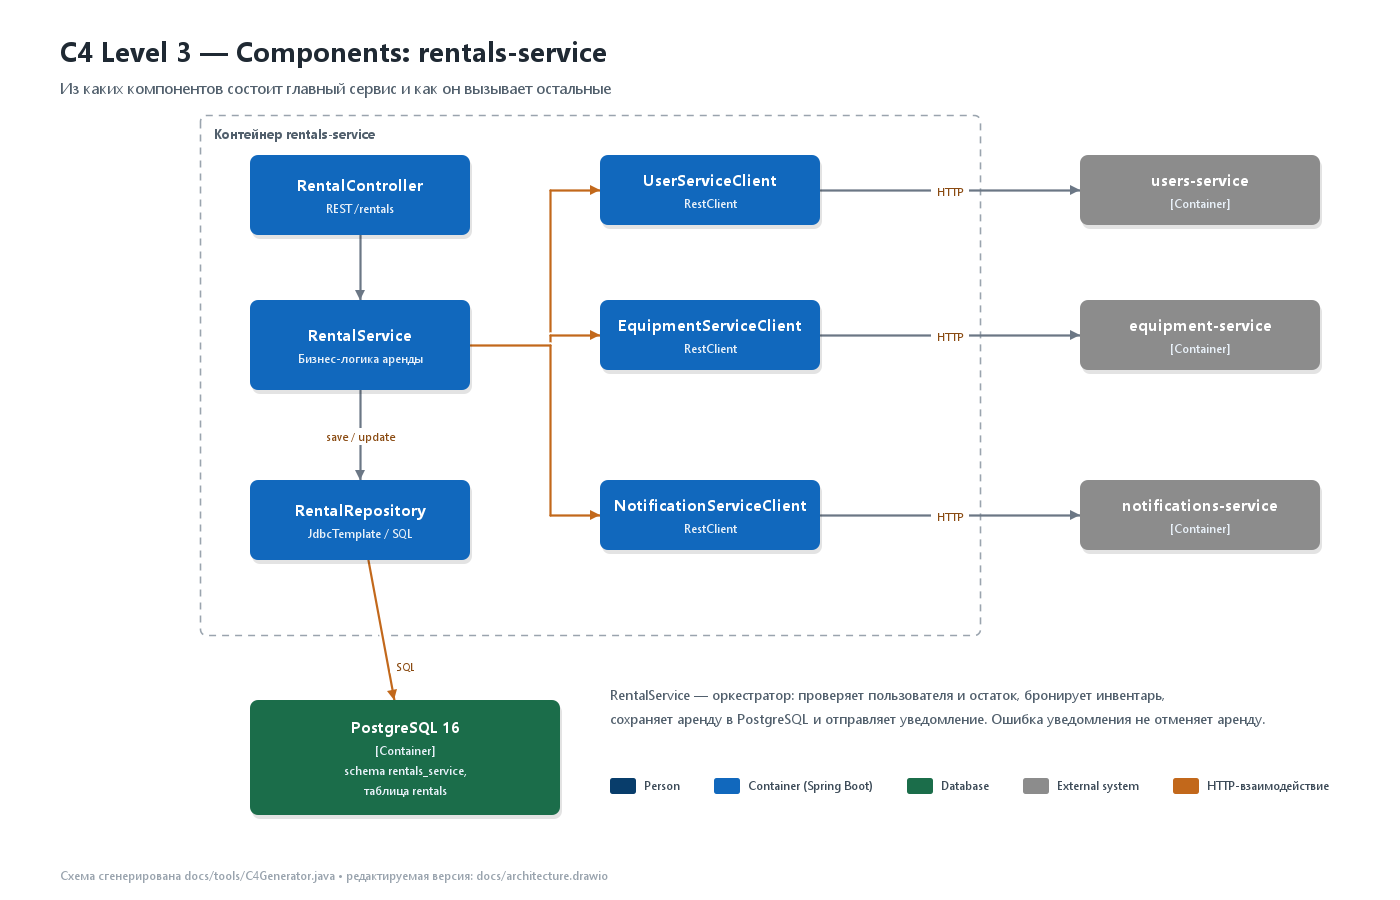 C4 Level 3 — Components: rentals-service
Из каких компонентов состоит главный сервис и как он вызывает остальные
Контейнер rentals-service
RentalController
REST /rentals
UserServiceClient
RestClient
HTTP
users-service
[Container]
RentalService
Бизнес-логика аренды
EquipmentServiceClient
RestClient
HTTP
equipment-service
[Container]
save / update
RentalRepository
JdbcTemplate / SQL
NotificationServiceClient
RestClient
HTTP
notifications-service
[Container]
SQL
PostgreSQL 16
[Container]
schema rentals_service,
таблица rentals
RentalService — оркестратор: проверяет пользователя и остаток, бронирует инвентарь,
сохраняет аренду в PostgreSQL и отправляет уведомление. Ошибка уведомления не отменяет аренду.
Person
Container (Spring Boot)
Database
External system
HTTP-взаимодействие
Схема сгенерирована docs/tools/C4Generator.java • редактируемая версия: docs/architecture.drawio